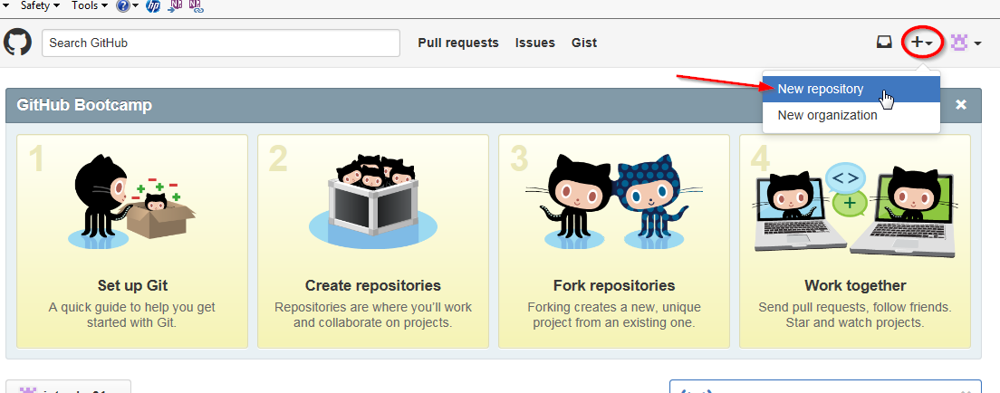 Safety Tools
Search GitHub Pull requests Issues Gist
New repository
GitHub Bootcamp
New organization
1 2 3 4
Set up Git
A quick guide to help you get
started with Git.
Create repositories
Repositories are where you'll work
and collaborate on projects.
Fork repositories
Forking creates a new, unique
project from an existing one.
Work together
Send pull requests, follow friends.
Star and watch projects.